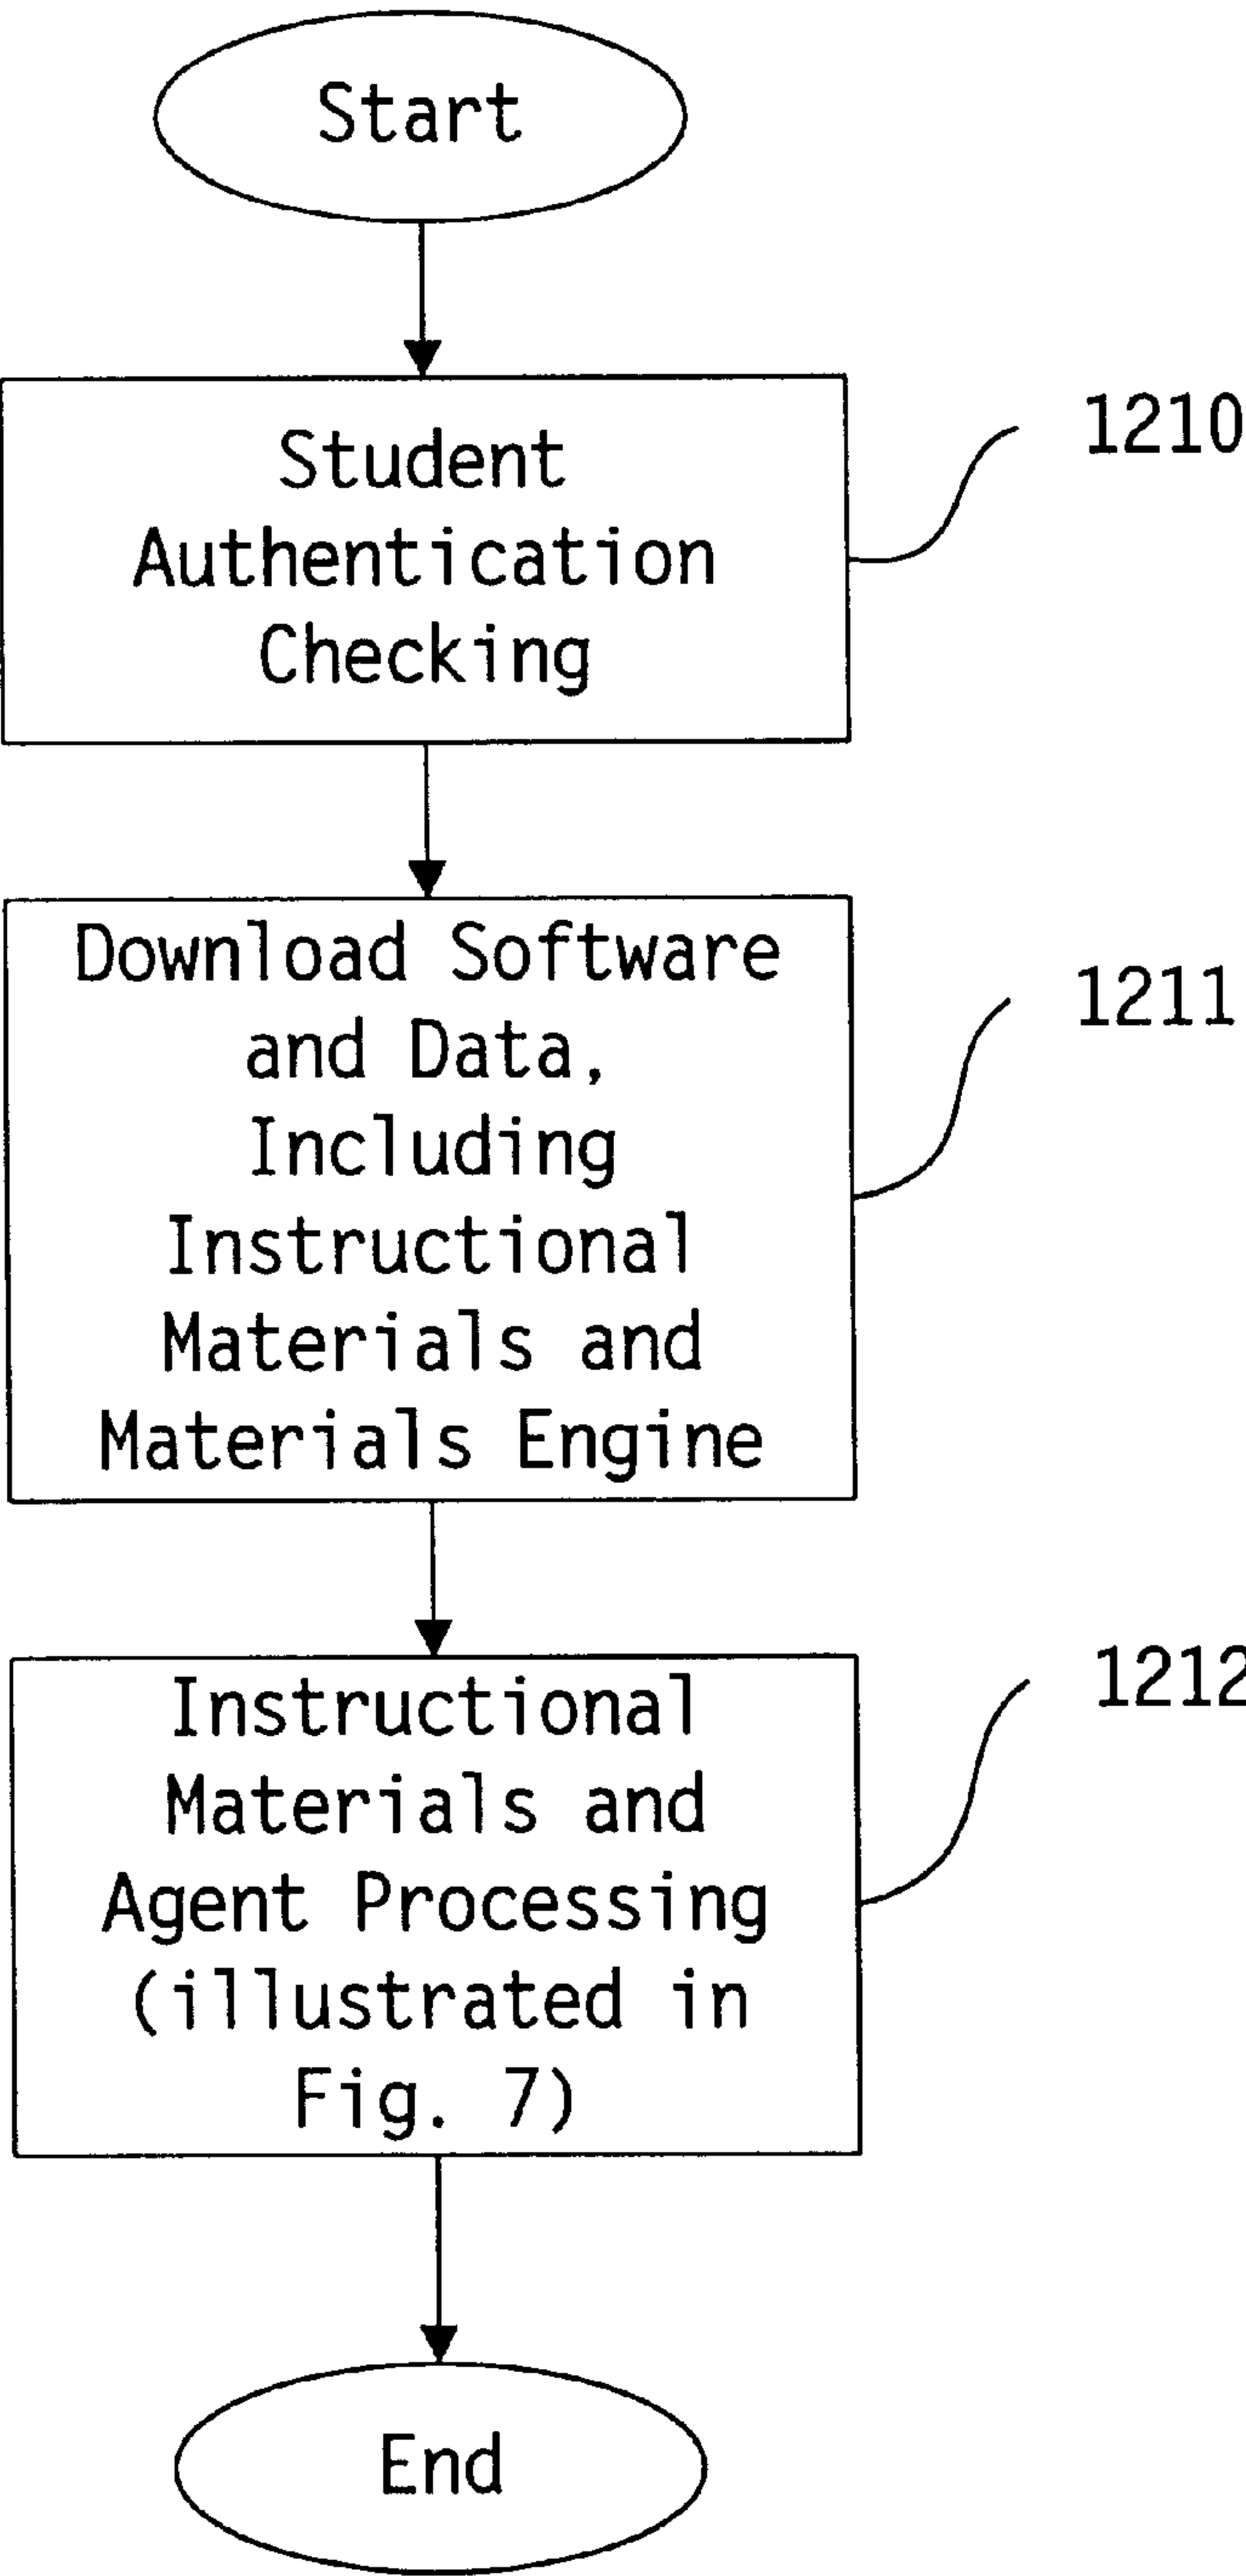 Start
Student
Authentication
Checking
1210
Download Software
and Data,
Including
Instructional
Materials and
Materials Engine
1211
Instructional
Materials and
Agent Processing
(illustrated in
Fig. 7)
1212
End